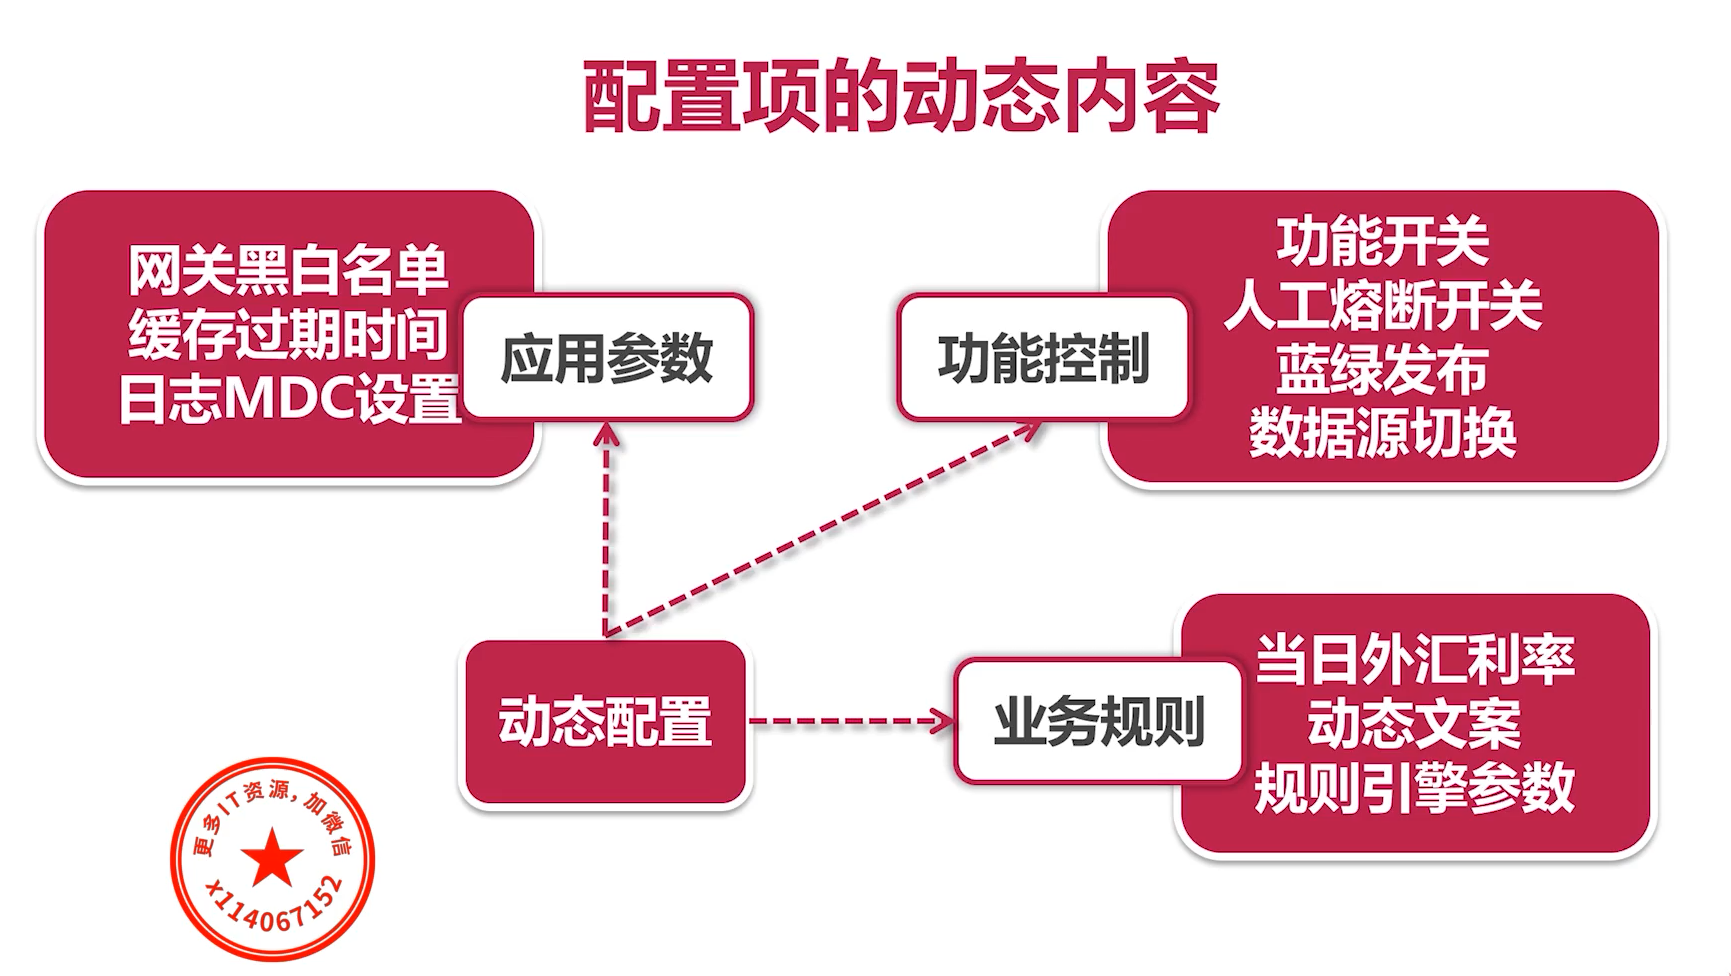 配置项的动态内容
网关黑白名单
缓存过期时间
日志MDC设置
应用参数
功能控制
功能开关
人工熔断开关
蓝绿发布
数据源切换
动态配置
业务规则
当日外汇利率
动态文案
规则引擎参数
更多IT资源，加微信
x114067152